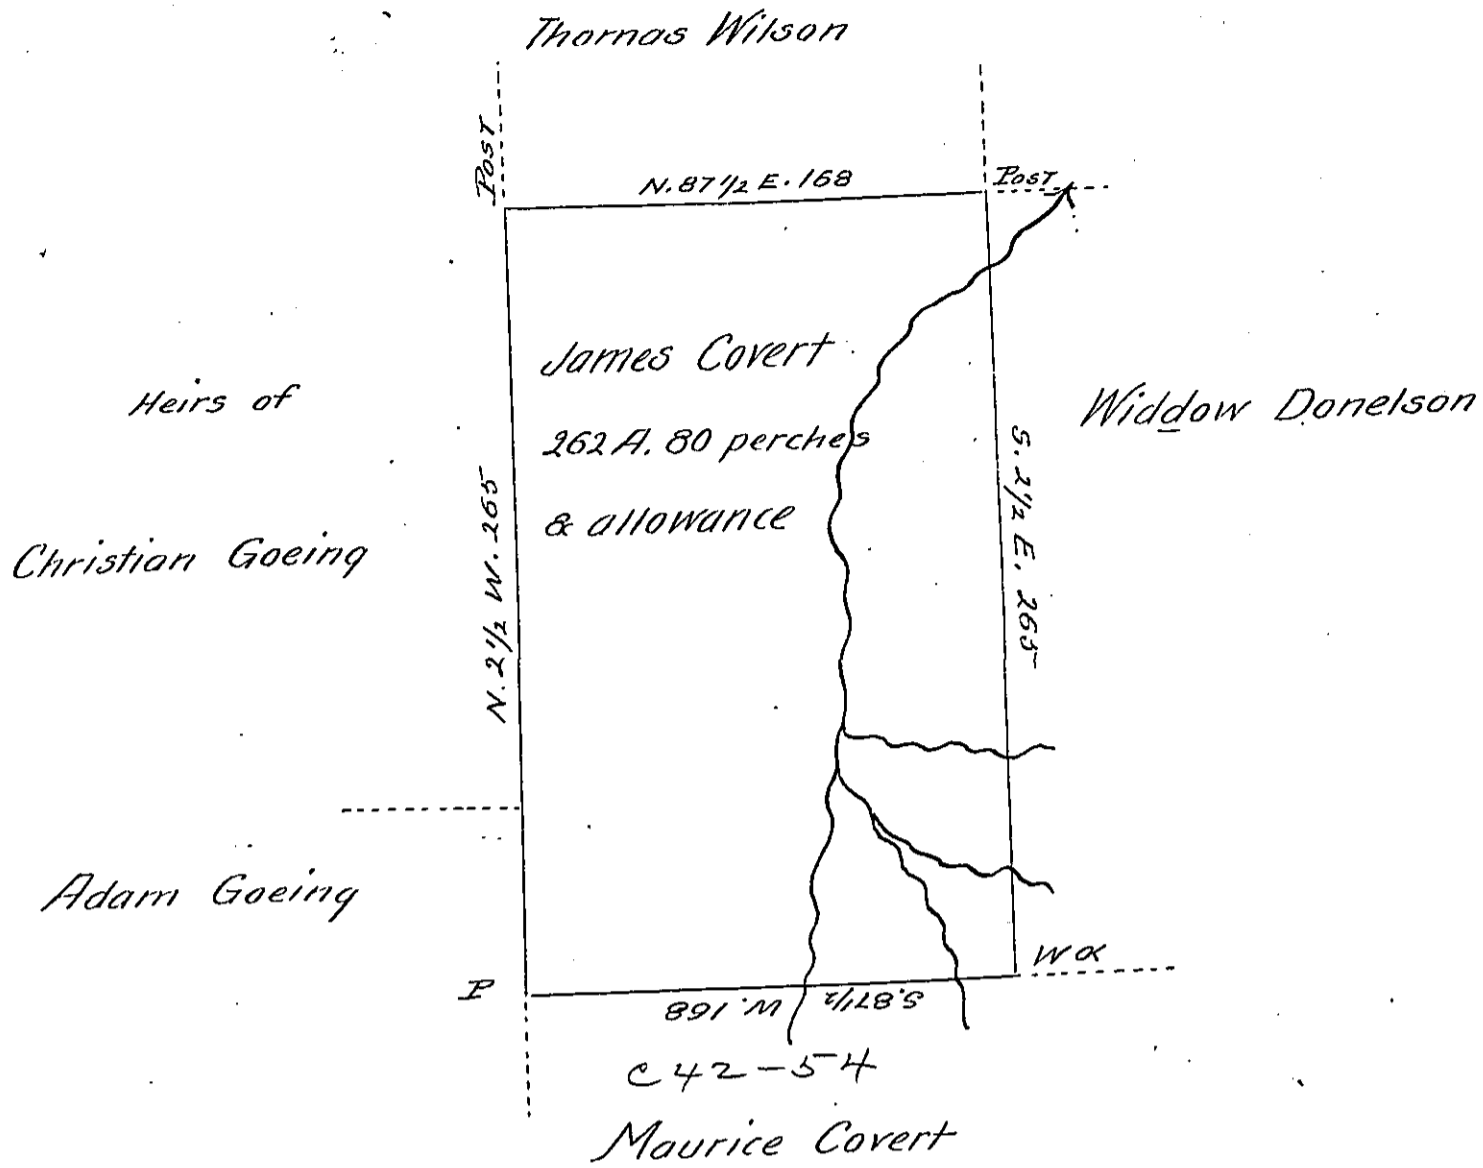 Thomas Wilson
Post
N. 87 1/2 E. 168
Post
James Covert
262 A. 80 perches
& allowance
Heirs of
Christian Goeing
N. 2 1/2 W. 265
Widdow Donelson
S. 2 1/2 E. 265
Adam Goeing
P
S. 87 1/2 W. 168
W α
C42-54
Maurice Covert